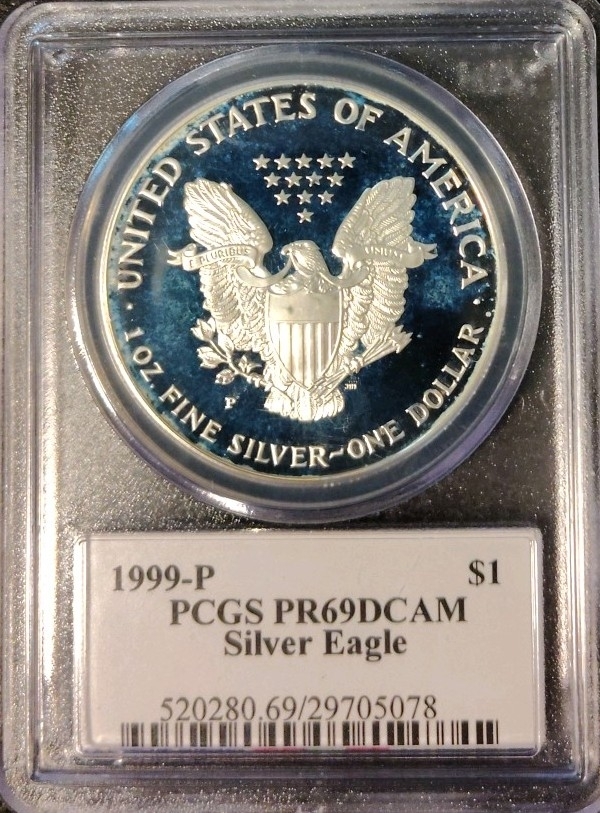 UNITED STATES OF AMERICA
PLURIBUS
UNUM
P
1 OZ FINE SILVER~ONE DOLLAR
1999-P $1
PCGS PR69DCAM
Silver Eagle
520280.69/29705078